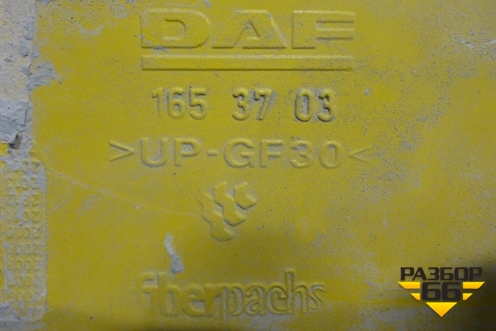 DAF
165 37 03
>UP-GF30<
fiberpachs
РАЗБОР
66